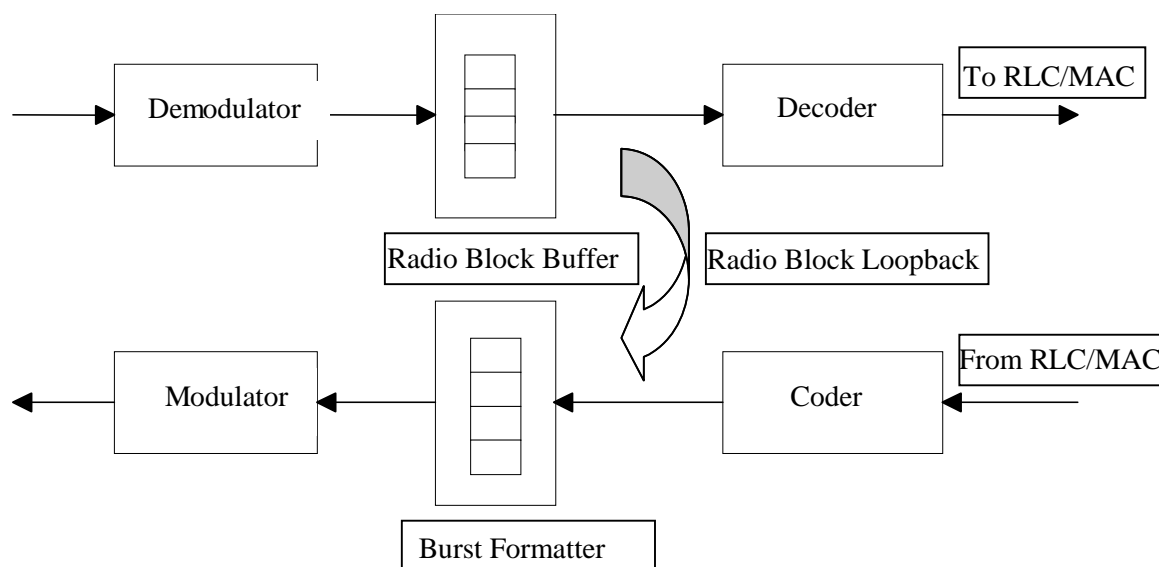 To RLC/MAC
Demodulator
Decoder
Radio Block Buffer
Radio Block Loopback
From RLC/MAC
Modulator
Coder
Burst Formatter